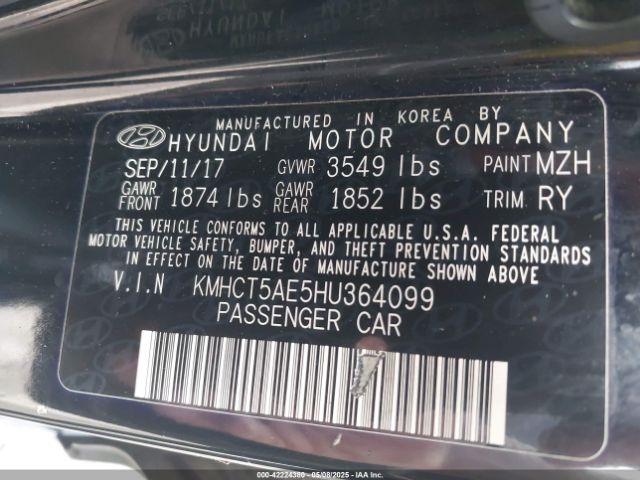 MANUFACTURED IN KOREA BY
HYUNDAI MOTOR COMPANY
SEP/11/17 GVWR 3549 lbs PAINT MZH
GAWR FRONT 1874 lbs GAWR REAR 1852 lbs TRIM RY
THIS VEHICLE CONFORMS TO ALL APPLICABLE U.S.A. FEDERAL
MOTOR VEHICLE SAFETY, BUMPER, AND THEFT PREVENTION STANDARDS
IN EFFECT ON THE DATE OF MANUFACTURE SHOWN ABOVE
V.I.N KMHCT5AE5HU364099
PASSENGER CAR
000-42224380 - 05/08/2025 - COPYRIGHT IAA, LLC